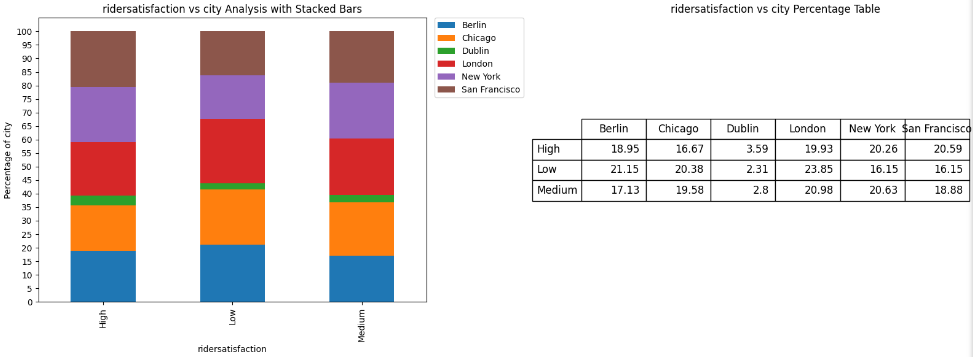 ridersatisfaction vs city Analysis with Stacked Bars
100
95
90
85
80
75
70
65
60
55
50
45
40
35
30
25
20
15
10
5
0
Percentage of city
High
Low
Medium
ridersatisfaction
Berlin
Chicago
Dublin
London
New York
San Francisco
ridersatisfaction vs city Percentage Table
Berlin Chicago Dublin London New York San Francisco
High 18.95 16.67 3.59 19.93 20.26 20.59
Low 21.15 20.38 2.31 23.85 16.15 16.15
Medium 17.13 19.58 2.8 20.98 20.63 18.88